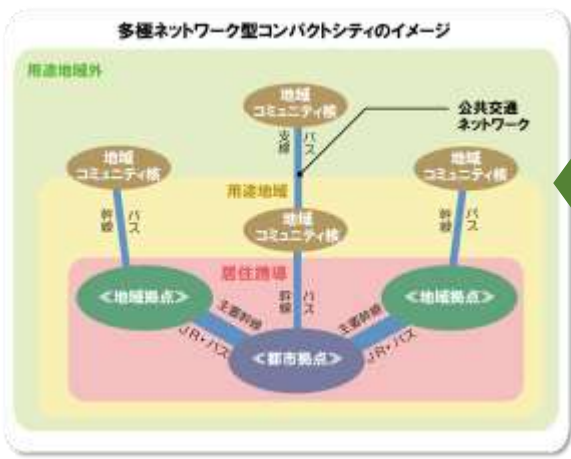 多極ネットワーク型コンパクトシティのイメージ
用途地域外
地域
コミュニティ核
公共交通
ネットワーク
支線
バス
地域
コミュニティ核
地域
コミュニティ核
用途地域
地域
コミュニティ核
幹線
バス
幹線
バス
居住誘導
<地域拠点>
幹線
バス
<地域拠点>
主要幹線
JR・バス
主要幹線
JR・バス
<都市拠点>